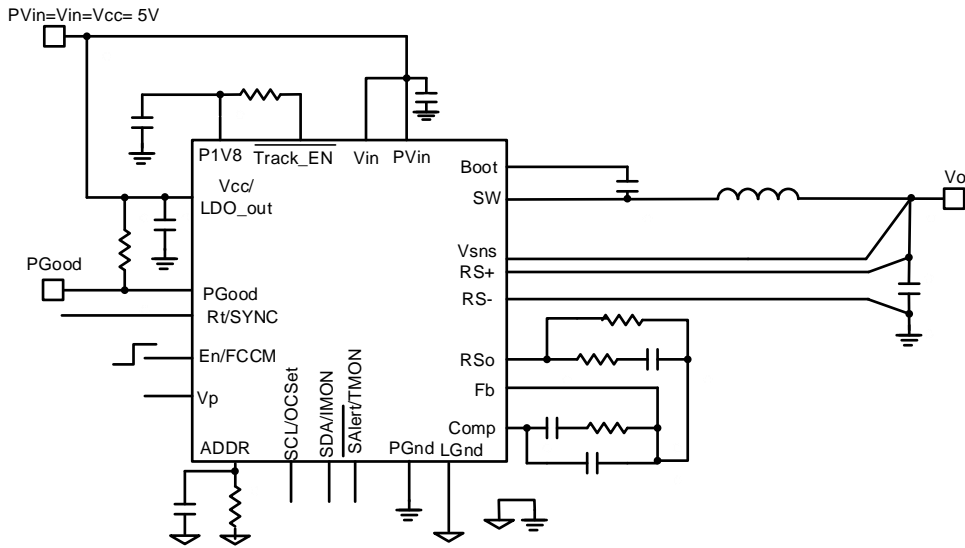 PVin=Vin=Vcc= 5V
P1V8
Track_EN
Vin
PVin
Boot
Vcc/
LDO_out
SW
Vo
Vsns
PGood
RS+
PGood
RS-
Rt/SYNC
En/FCCM
RSo
Vp
Fb
Comp
ADDR
SCL/OCSet
SDA/IMON
SAlert/TMON
PGnd
LGnd